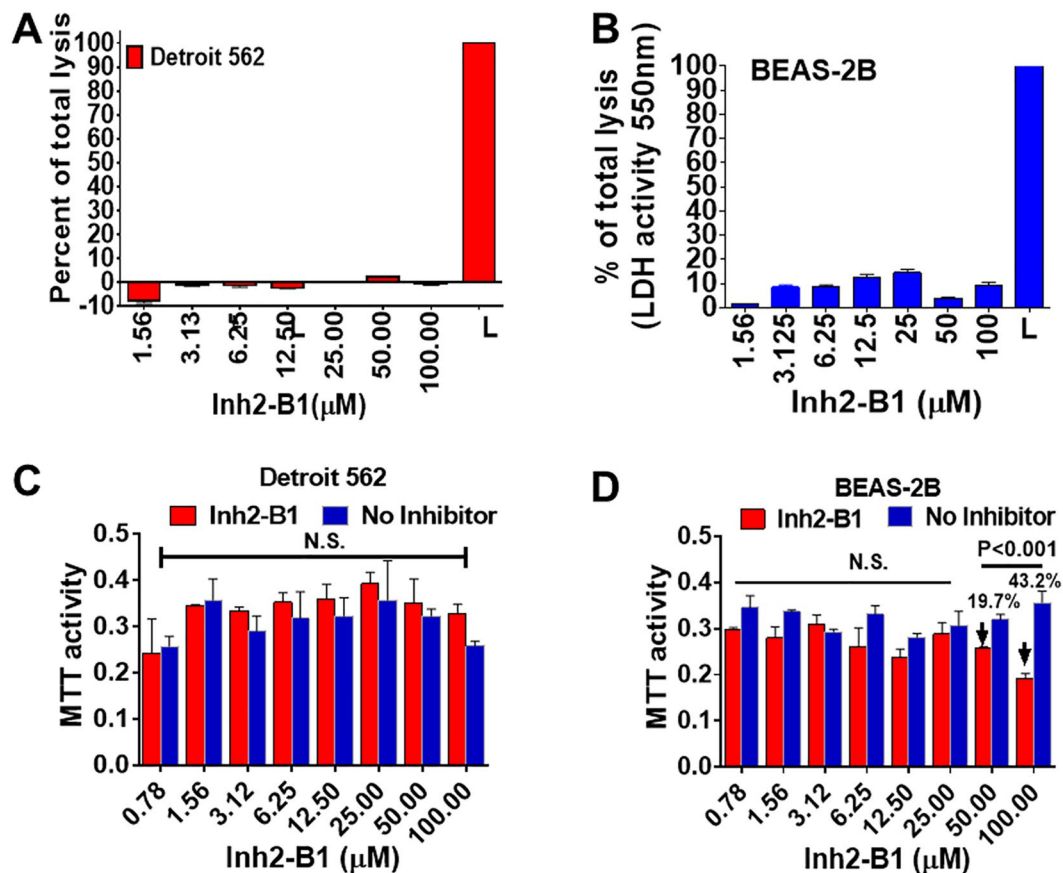 A
Percent of total lysis
100
90
80
70
60
50
40
30
20
10
0
-10
Detroit 562
1.56
3.13
6.25
12.50
25.00
50.00
100.00
L
Inh2-B1(μM)
B
% of total lysis
(LDH activity 550nm)
100
90
80
70
60
50
40
30
20
10
0
BEAS-2B
1.56
3.125
6.25
12.5
25
50
100
L
Inh2-B1 (μM)
C
Detroit 562
Inh2-B1
No Inhibitor
N.S.
MTT activity
0.5
0.4
0.3
0.2
0.1
0.0
0.78
1.56
3.12
6.25
12.50
25.00
50.00
100.00
Inh2-B1 (μM)
D
BEAS-2B
Inh2-B1
No Inhibitor
N.S.
P<0.001
19.7%
43.2%
MTT activity
0.5
0.4
0.3
0.2
0.1
0.0
0.78
1.56
3.12
6.25
12.50
25.00
50.00
100.00
Inh2-B1 (μM)